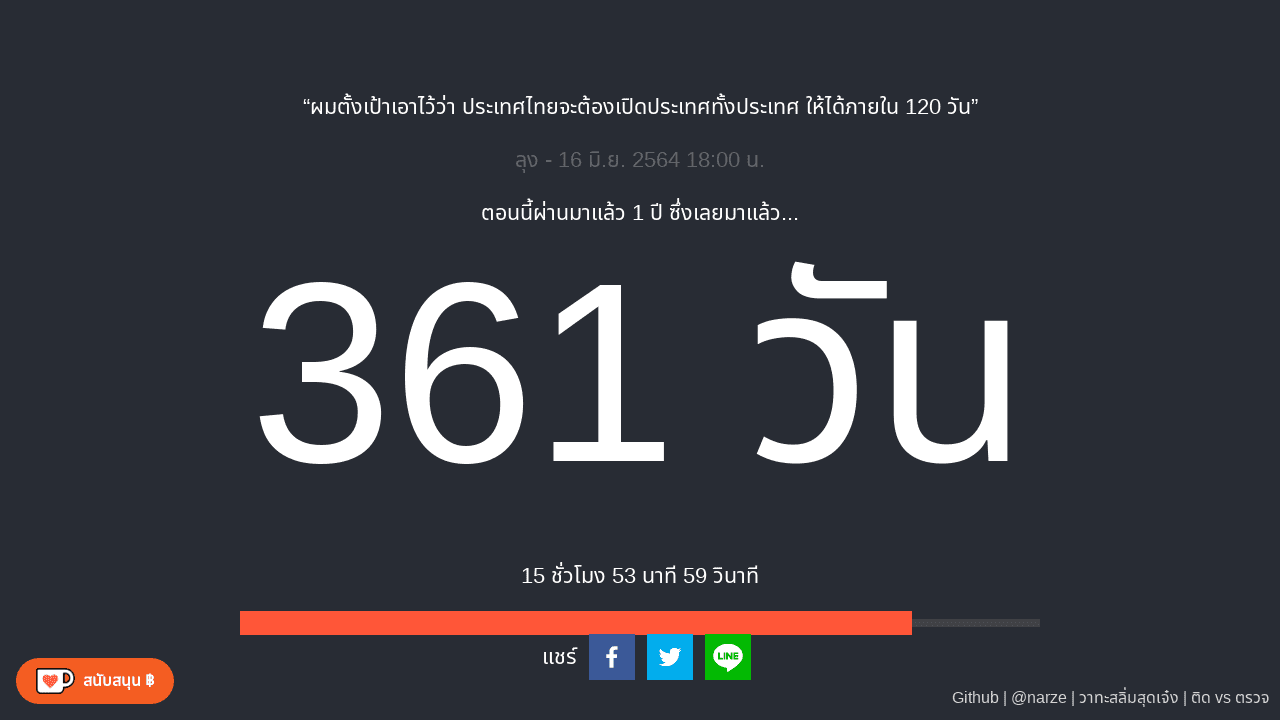 “ผมตั้งเป้าเอาไว้ว่า ประเทศไทยจะต้องเปิดประเทศทั้งประเทศ ให้ได้ภายใน 120 วัน”
ลุง - 16 มิ.ย. 2564 18:00 น.
ตอนนี้ผ่านมาแล้ว 1 ปี ซึ่งเลยมาแล้ว...
361 วัน
15 ชั่วโมง 53 นาที 59 วินาที
แชร์
LINE
สนับสนุน ฿
Github | @narze | วาทะสลิ่มสุดเจ๋ง | ติด vs ตรวจ